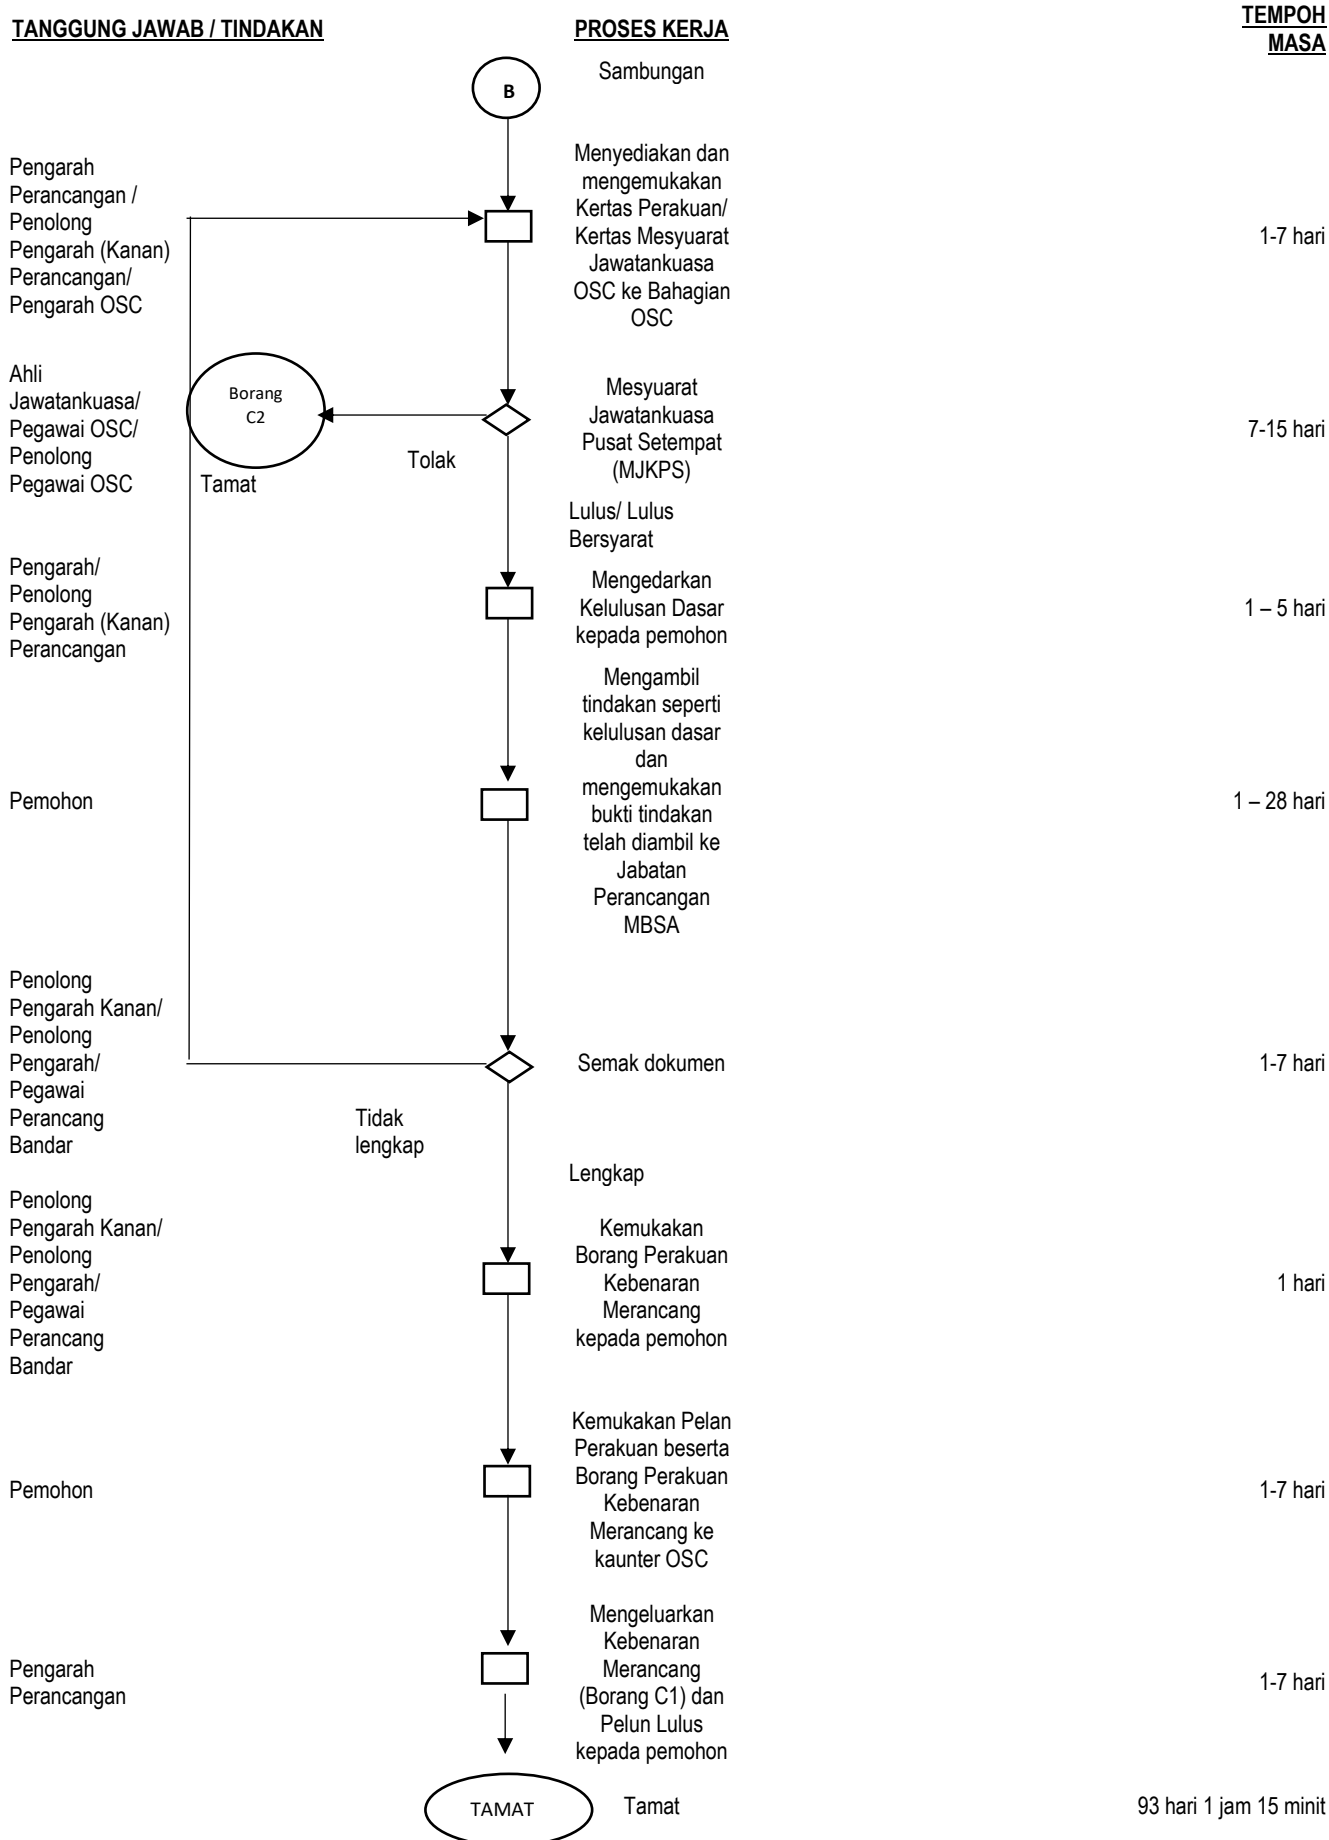 TANGGUNG JAWAB / TINDAKAN
PROSES KERJA
TEMPOH
MASA
B
Sambungan
Pengarah
Perancangan /
Penolong
Pengarah (Kanan)
Perancangan/
Pengarah OSC
Menyediakan dan
mengemukakan
Kertas Perakuan/
Kertas Mesyuarat
Jawatankuasa
OSC ke Bahagian
OSC
1-7 hari
Ahli
Jawatankuasa/
Pegawai OSC/
Penolong
Pegawai OSC
Borang
C2
Tamat
Tolak
Mesyuarat
Jawatankuasa
Pusat Setempat
(MJKPS)
7-15 hari
Lulus/ Lulus
Bersyarat
Pengarah/
Penolong
Pengarah (Kanan)
Perancangan
Mengedarkan
Kelulusan Dasar
kepada pemohon
1 – 5 hari
Pemohon
Mengambil
tindakan seperti
kelulusan dasar
dan
mengemukakan
bukti tindakan
telah diambil ke
Jabatan
Perancangan
MBSA
1 – 28 hari
Penolong
Pengarah Kanan/
Penolong
Pengarah/
Pegawai
Perancang
Bandar
Tidak
lengkap
Semak dokumen
1-7 hari
Lengkap
Penolong
Pengarah Kanan/
Penolong
Pengarah/
Pegawai
Perancang
Bandar
Kemukakan
Borang Perakuan
Kebenaran
Merancang
kepada pemohon
1 hari
Pemohon
Kemukakan Pelan
Perakuan beserta
Borang Perakuan
Kebenaran
Merancang ke
kaunter OSC
1-7 hari
Pengarah
Perancangan
Mengeluarkan
Kebenaran
Merancang
(Borang C1) dan
Pelun Lulus
kepada pemohon
1-7 hari
TAMAT
Tamat
93 hari 1 jam 15 minit